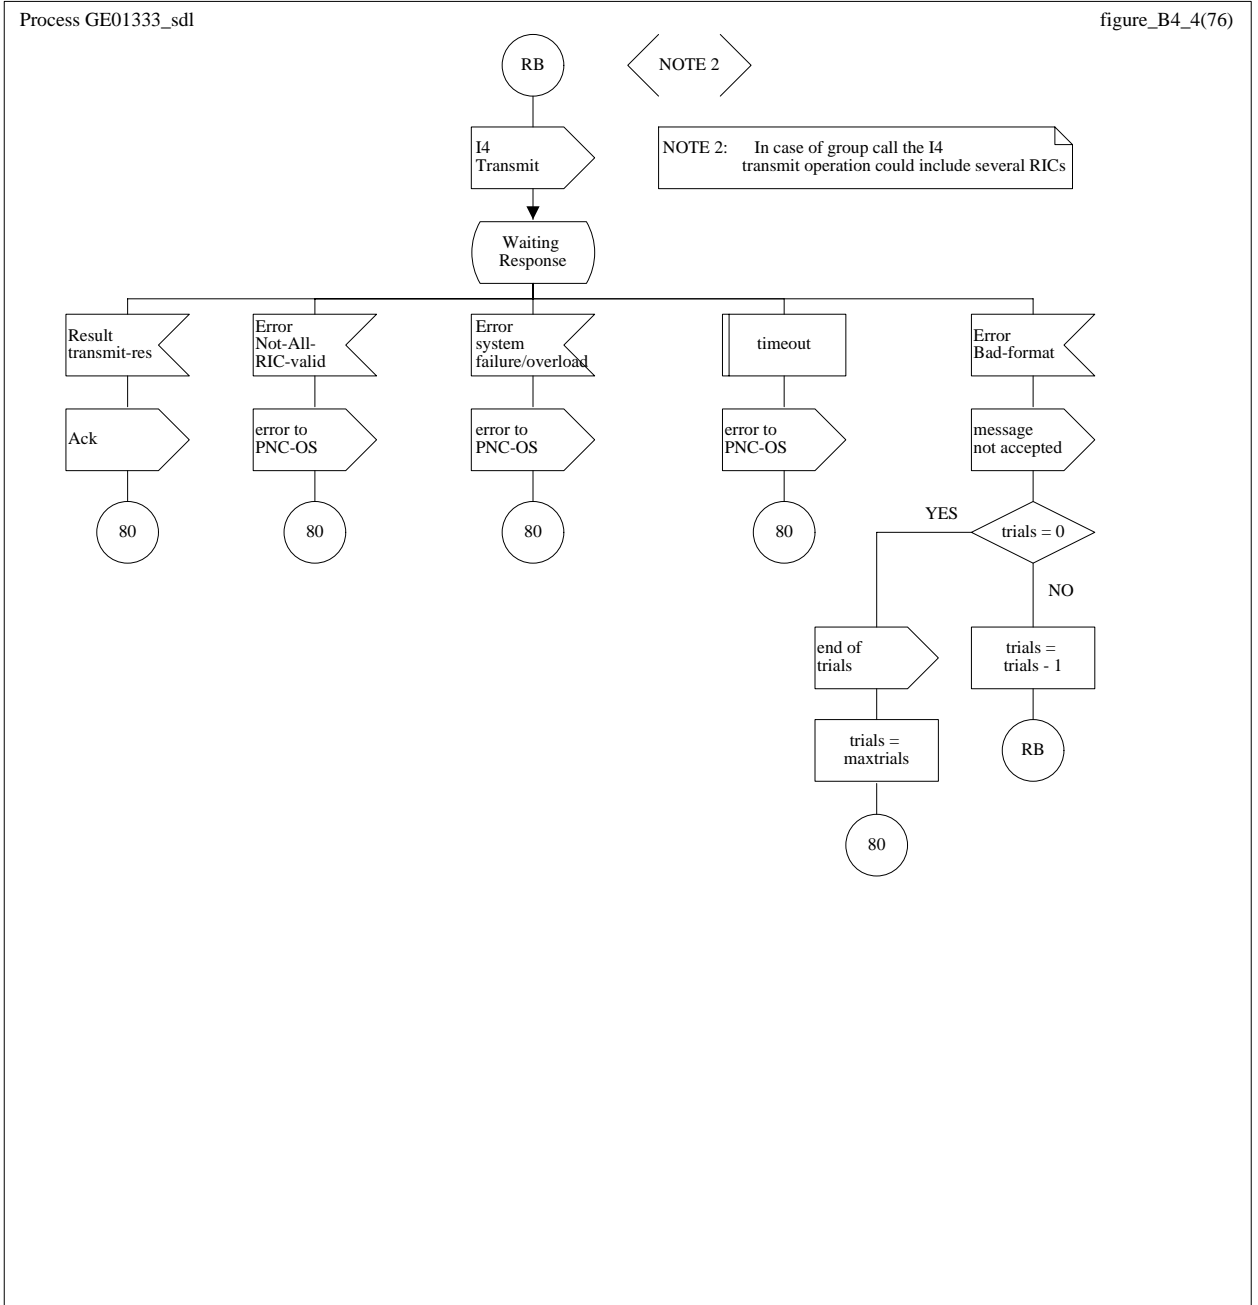 Process GE01333_sdl
figure_B4_4(76)
RB
NOTE 2
I4
Transmit
NOTE 2: In case of group call the I4
transmit operation could include several RICs
Waiting
Response
Result
transmit-res
Error
Not-All-
RIC-valid
Error
system
failure/overload
timeout
Error
Bad-format
Ack
error to
PNC-OS
error to
PNC-OS
error to
PNC-OS
message
not accepted
80
80
80
80
YES
trials = 0
NO
end of
trials
trials =
trials - 1
trials =
maxtrials
RB
80